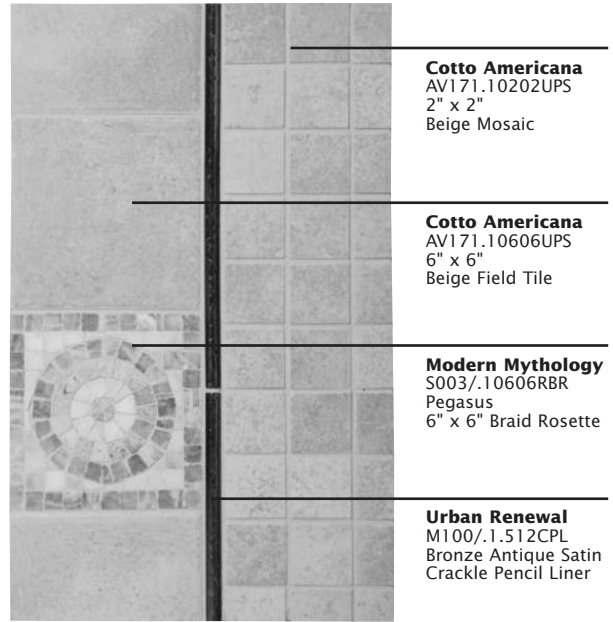 Cotto Americana
AV171.10202UPS
2" x 2"
Beige Mosaic
Cotto Americana
AV171.10606UPS
6" x 6"
Beige Field Tile
Modern Mythology
S003/.10606RBR
Pegasus
6" x 6" Braid Rosette
Urban Renewal
M100/.1.512CPL
Bronze Antique Satin
Crackle Pencil Liner